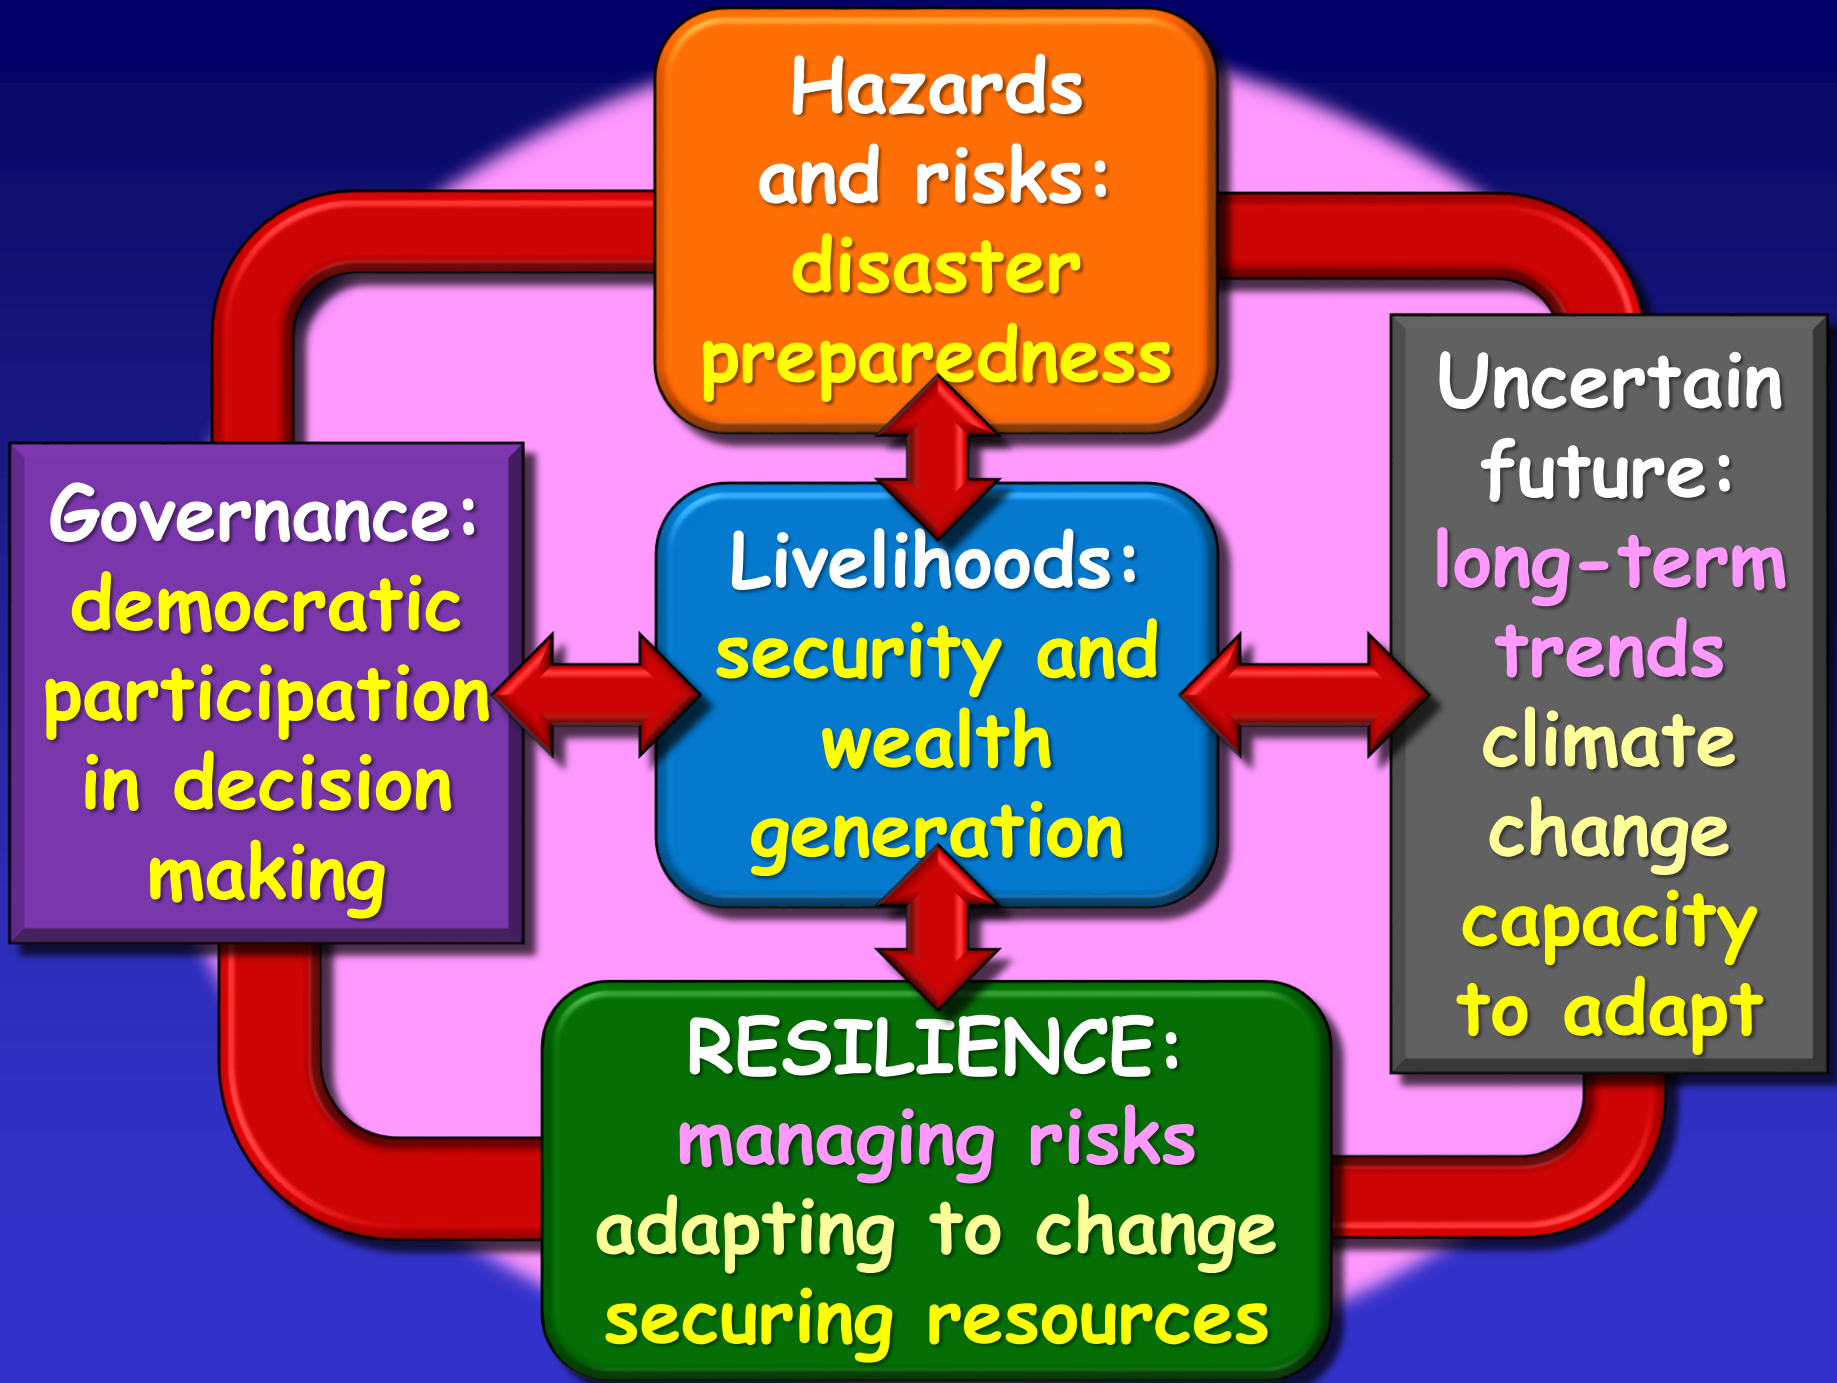 Hazards
and risks:
disaster
preparedness
Governance:
democratic
participation
in decision
making
Livelihoods:
security and
wealth
generation
Uncertain
future:
long-term
trends
climate
change
capacity
to adapt
RESILIENCE:
managing risks
adapting to change
securing resources